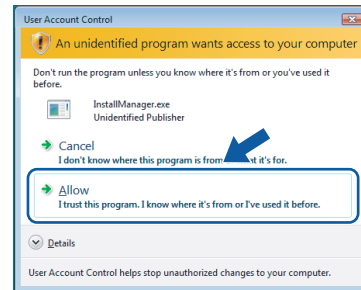 User Account Control
An unidentified program wants access to your computer
Don't run the program unless you know where it's from or you've used it
before.
InstallManager.exe
Unidentified Publisher
Cancel
I don't know where this program is from it's for.
Allow
I trust this program. I know where it's from or I've used it before.
Details
User Account Control helps stop unauthorized changes to your computer.